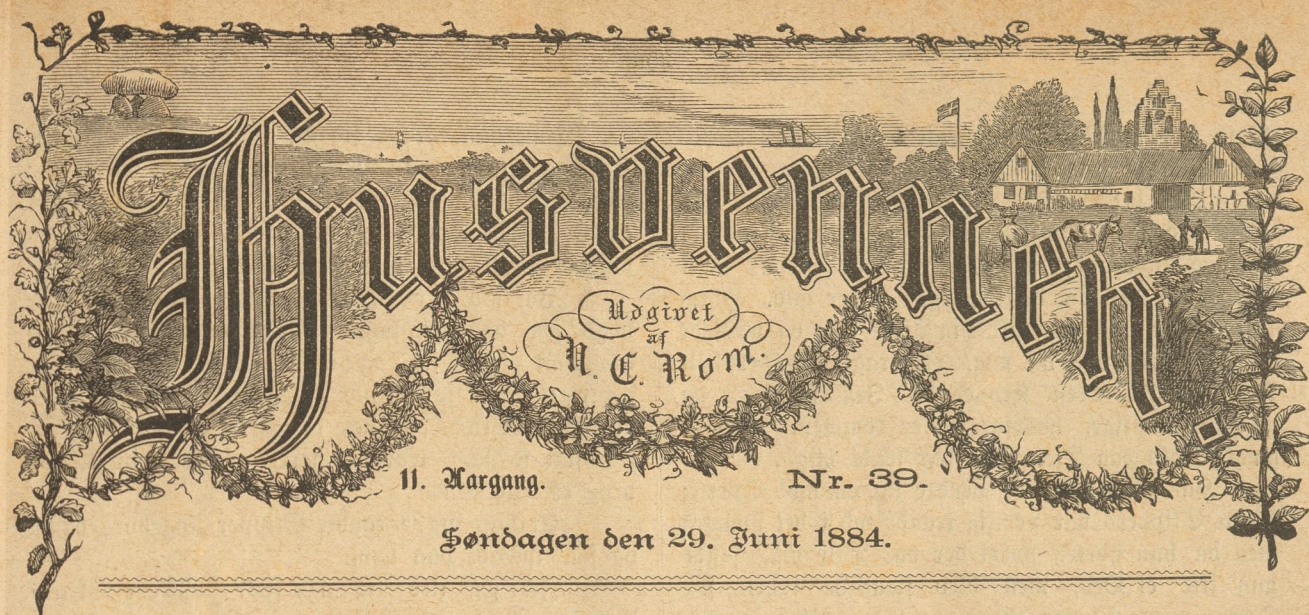 Husvennen.
Udgivet
af
N. C. Rom.
11. Aargang.
Nr. 39.
Søndagen den 29. Juni 1884.